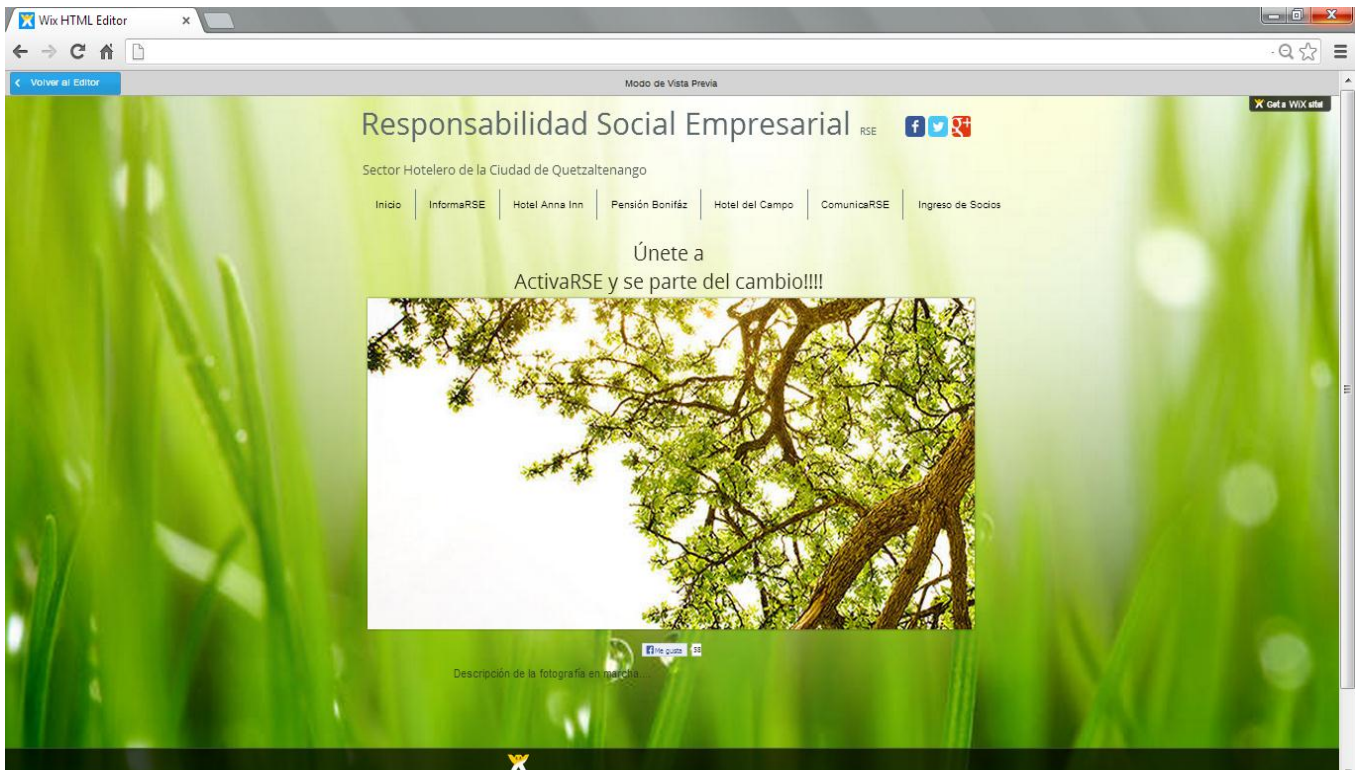 Wix HTML Editor
Volver al Editor
Modo de Vista Previa
Get a WiX site!
Responsabilidad Social Empresarial RSE
Sector Hotelero de la Ciudad de Quetzaltenango
Inicio InformaRSE Hotel Anna Inn Pensión Bonifáz Hotel del Campo ComunicaRSE Ingreso de Socios
Únete a
ActivaRSE y se parte del cambio!!!!
Me gusta 58
Descripción de la fotografía en marcha...